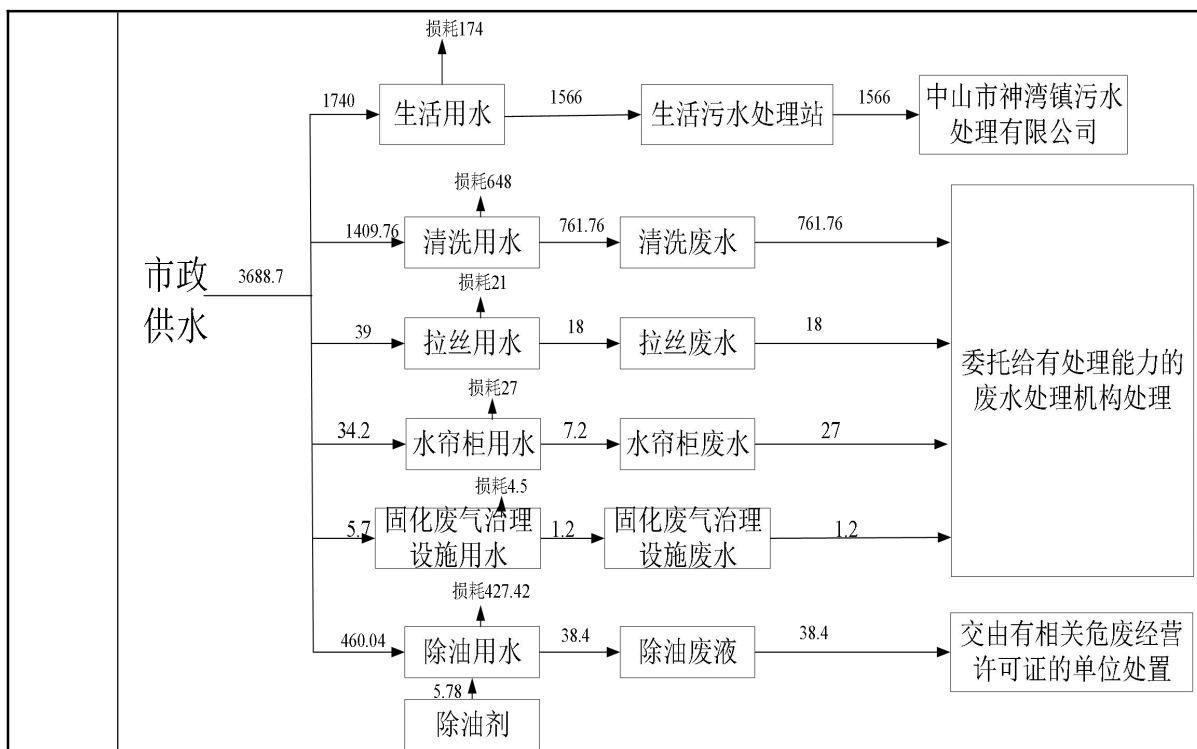 损耗174
1740
生活用水
1566
生活污水处理站
1566
中山市神湾镇污水
处理有限公司
损耗648
1409.76
清洗用水
761.76
清洗废水
761.76
市政
供水
3688.7
损耗21
39
拉丝用水
18
拉丝废水
18
委托给有处理能力的
废水处理机构处理
损耗27
34.2
水帘柜用水
7.2
水帘柜废水
27
损耗4.5
5.7
固化废气治理
设施用水
1.2
固化废气治理
设施废水
1.2
损耗427.42
460.04
除油用水
38.4
除油废液
38.4
交由有相关危废经营
许可证的单位处置
5.78
除油剂